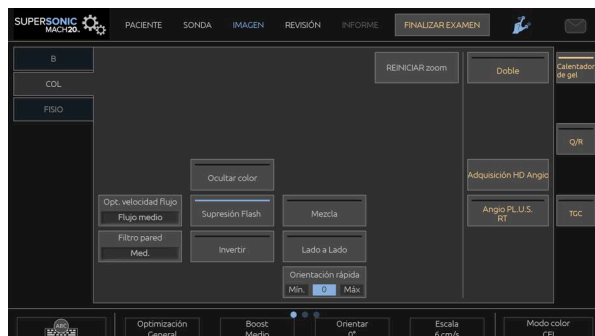 SUPERSONIC
MACH20.
PACIENTE
SONDA
IMAGEN
REVISIÓN
INFORME
FINALIZAR EXAMEN
B
COL
FISIO
REINICIAR zoom
Doble
Calentador
de gel
Q/R
Ocultar color
Adquisición HD Angio
Opt. velocidad flujo
Flujo medio
Supresión Flash
Mezcla
Angio PL.U.S.
RT
TGC
Filtro pared
Med.
Invertir
Lado a Lado
Orientación rápida
Mín. 0 Máx
ABC
Optimización
General
Boost
Medio
Orientar
0°
Escala
6 cm/s
Modo color
CFI